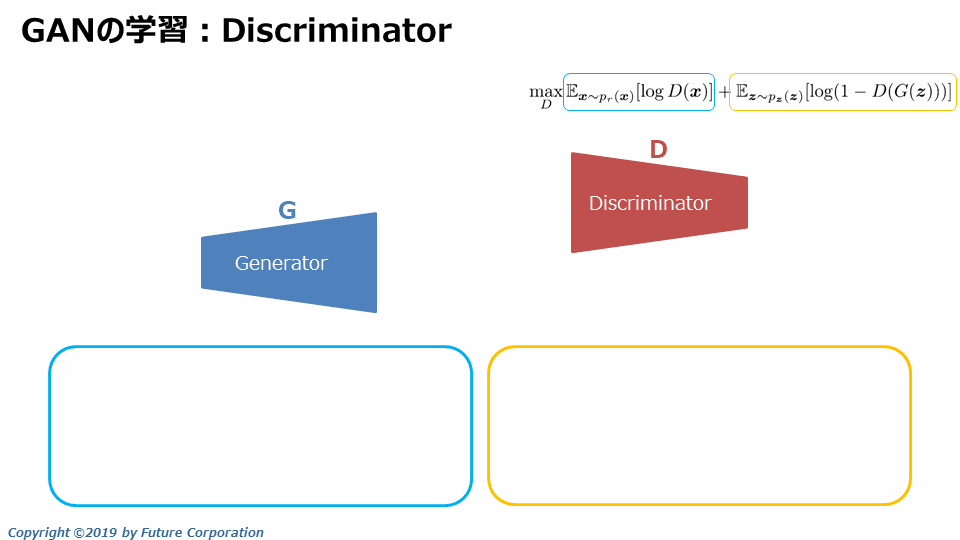 GANの学習：Discriminator
$\max_{D} \mathbb{E}_{\boldsymbol{x} \sim p_r(\boldsymbol{x})}[\log D(\boldsymbol{x})] + \mathbb{E}_{\boldsymbol{z} \sim p_{\boldsymbol{z}}(\boldsymbol{z})}[\log(1 - D(G(\boldsymbol{z})))]$
D
Discriminator
G
Generator
Copyright ©2019 by Future Corporation